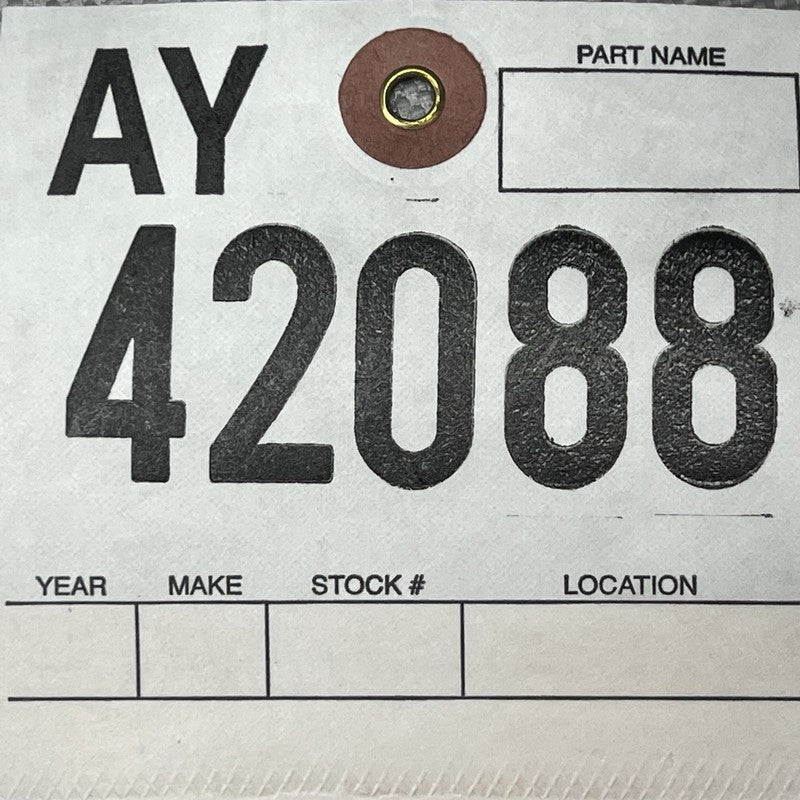 AY
PART NAME
42088
YEAR MAKE STOCK # LOCATION